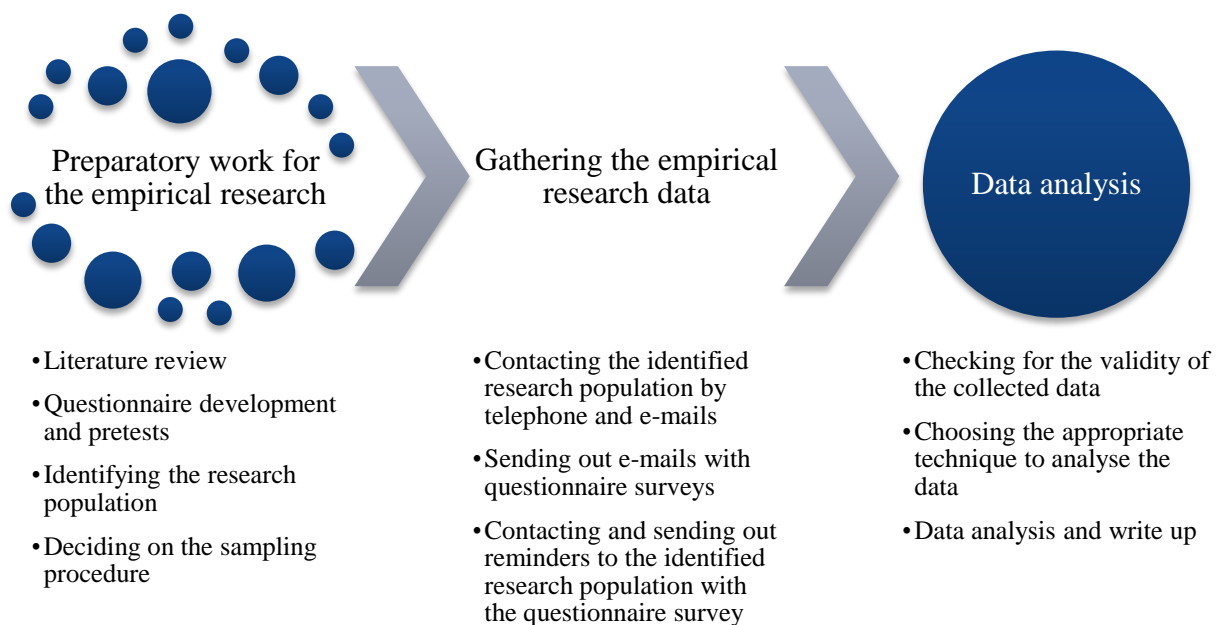 Preparatory work for
the empirical research
•Literature review
•Questionnaire development
and pretests
•Identifying the research
population
•Deciding on the sampling
procedure
Gathering the empirical
research data
•Contacting the identified
research population by
telephone and e-mails
•Sending out e-mails with
questionnaire surveys
•Contacting and sending out
reminders to the identified
research population with
the questionnaire survey
Data analysis
•Checking for the validity of
the collected data
•Choosing the appropriate
technique to analyse the
data
•Data analysis and write up